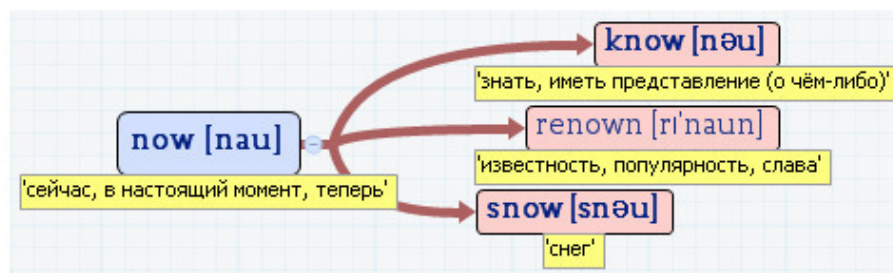 know [nəu]
'знать, иметь представление (о чём-либо)'
renown [rɪ'naun]
'известность, популярность, слава'
now [nau]
'сейчас, в настоящий момент, теперь'
snow [snəu]
'снег'